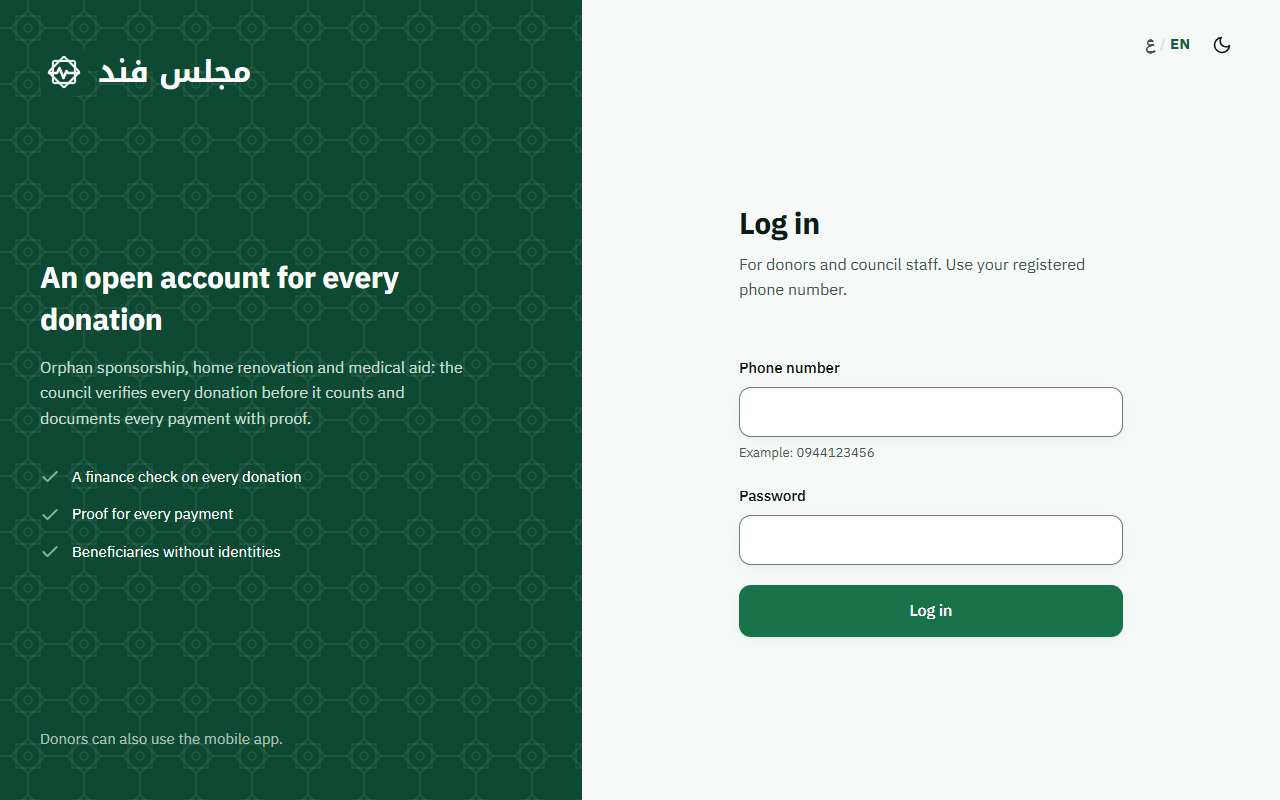 مجلس فند
An open account for every
donation
Orphan sponsorship, home renovation and medical aid: the
council verifies every donation before it counts and
documents every payment with proof.
A finance check on every donation
Proof for every payment
Beneficiaries without identities
Donors can also use the mobile app.
ع / EN
Log in
For donors and council staff. Use your registered
phone number.
Phone number
Example: 0944123456
Password
Log in